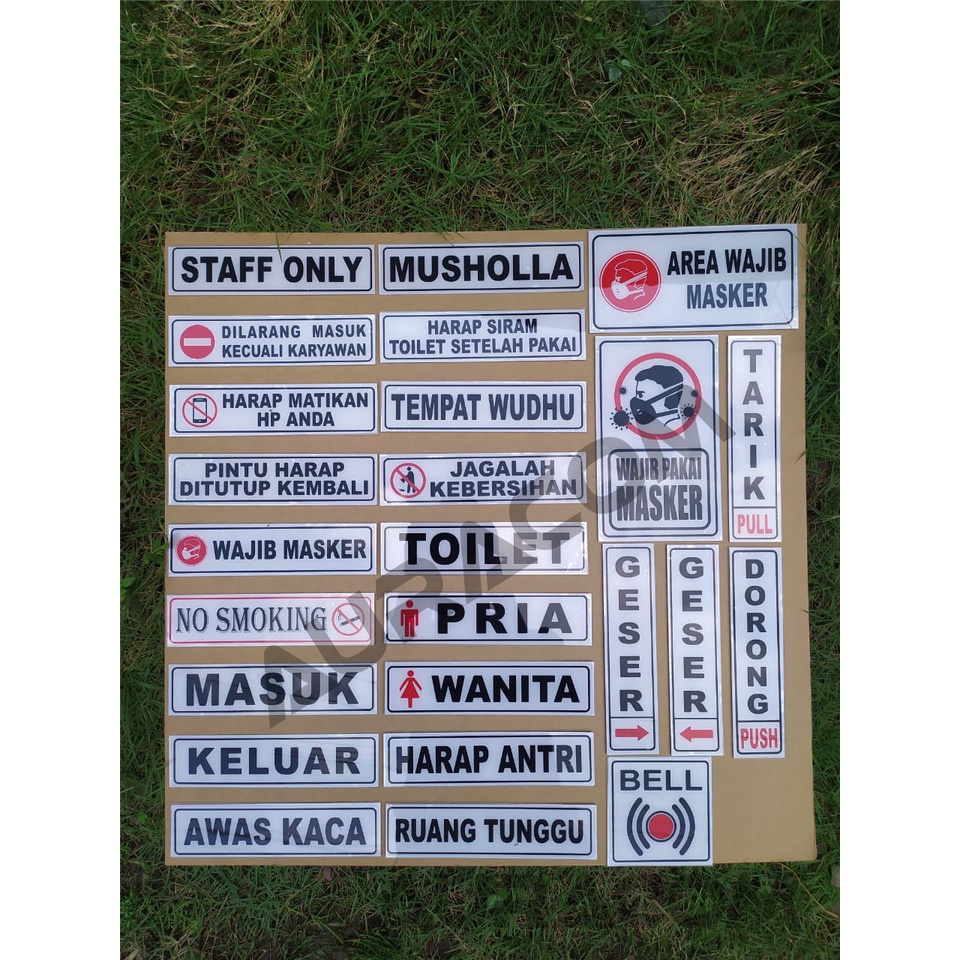 STAFF ONLY
DILARANG MASUK
KECUALI KARYAWAN
HARAP MATIKAN
HP ANDA
PINTU HARAP
DITUTUP KEMBALI
WAJIB MASKER
NO SMOKING
MASUK
KELUAR
AWAS KACA
MUSHOLLA
HARAP SIRAM
TOILET SETELAH PAKAI
TEMPAT WUDHU
JAGALAH
KEBERSIHAN
TOILET
PRIA
WANITA
HARAP ANTRI
RUANG TUNGGU
AREA WAJIB
MASKER
WAJIB PAKAI
MASKER
TARIK
PULL
GESER
GESER
DORONG
PUSH
BELL
AURACOM